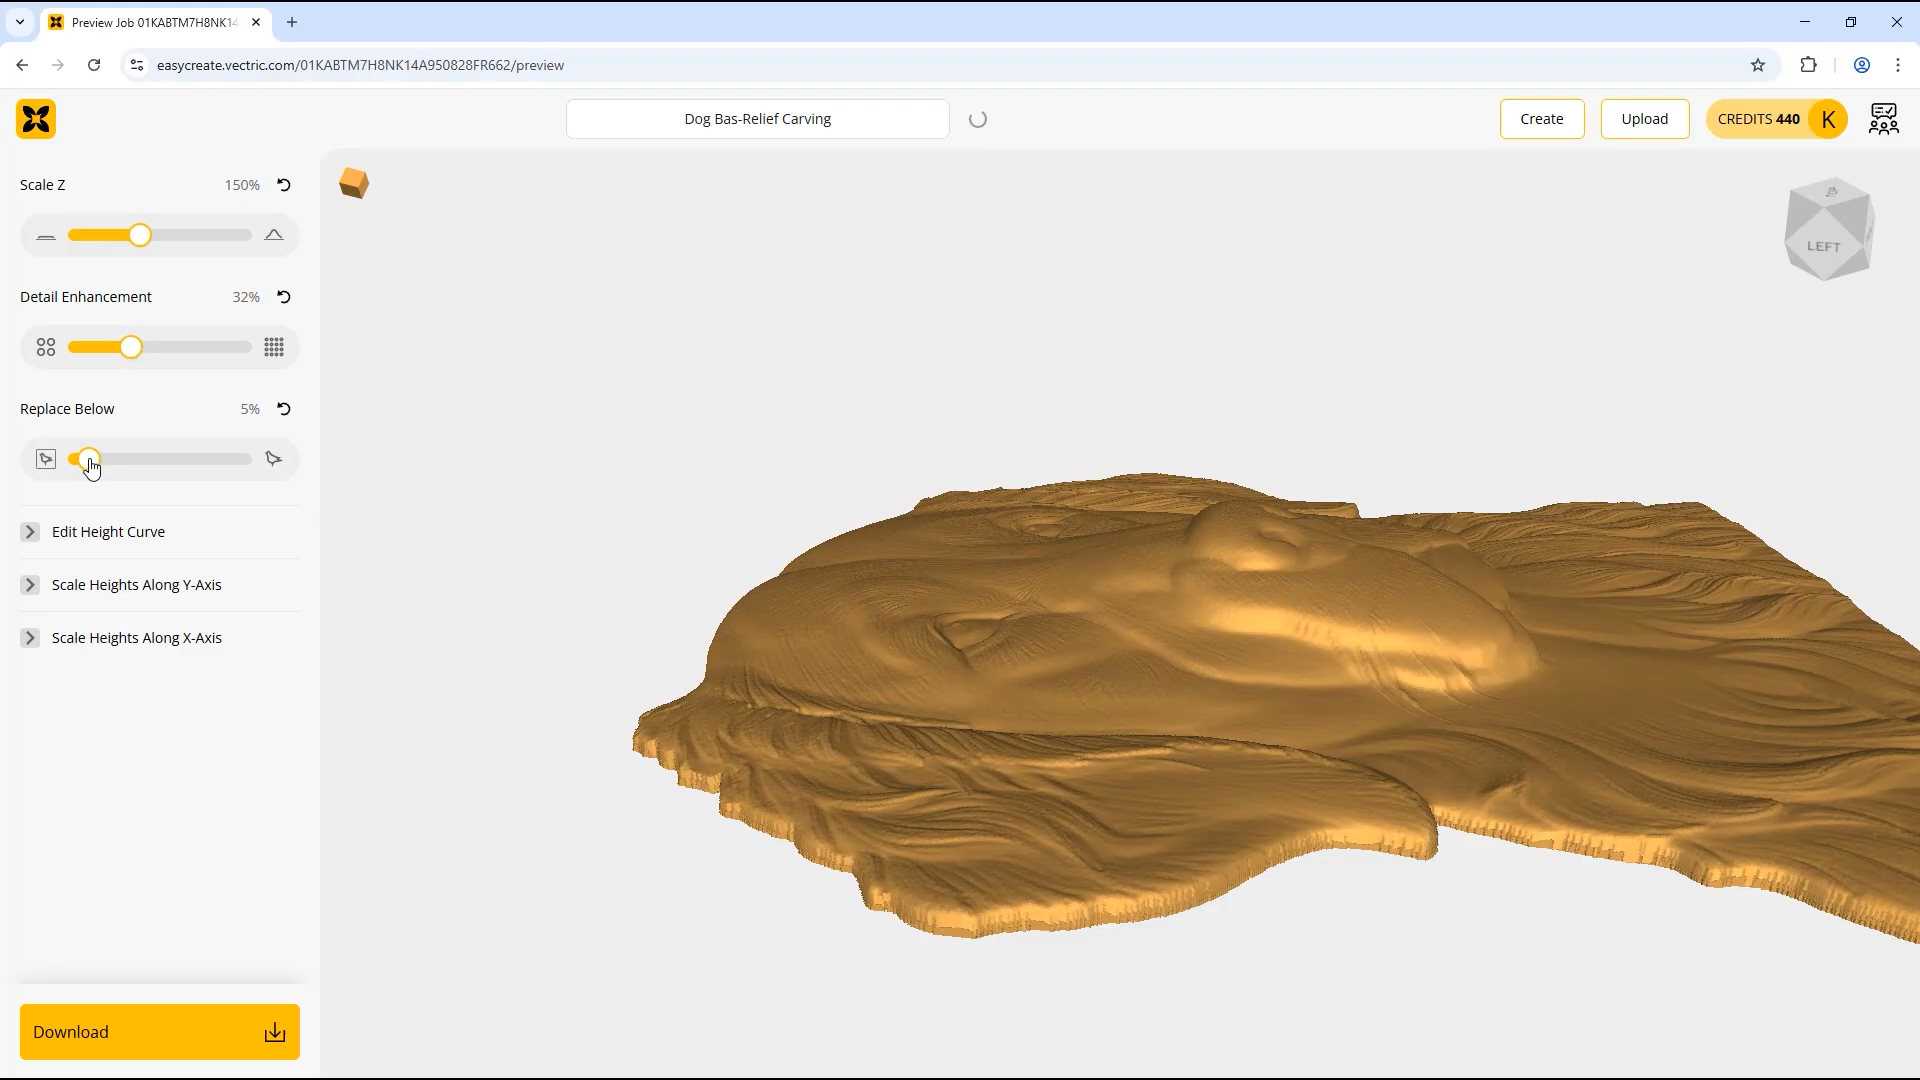 Preview Job 01KABTM7H8NK14
easycreate.vectric.com/01KABTM7H8NK14A950828FR662/preview
Dog Bas-Relief Carving
Create
Upload
CREDITS 440
K
Scale Z
150%
LEFT
Detail Enhancement
32%
Replace Below
5%
Edit Height Curve
Scale Heights Along Y-Axis
Scale Heights Along X-Axis
Download